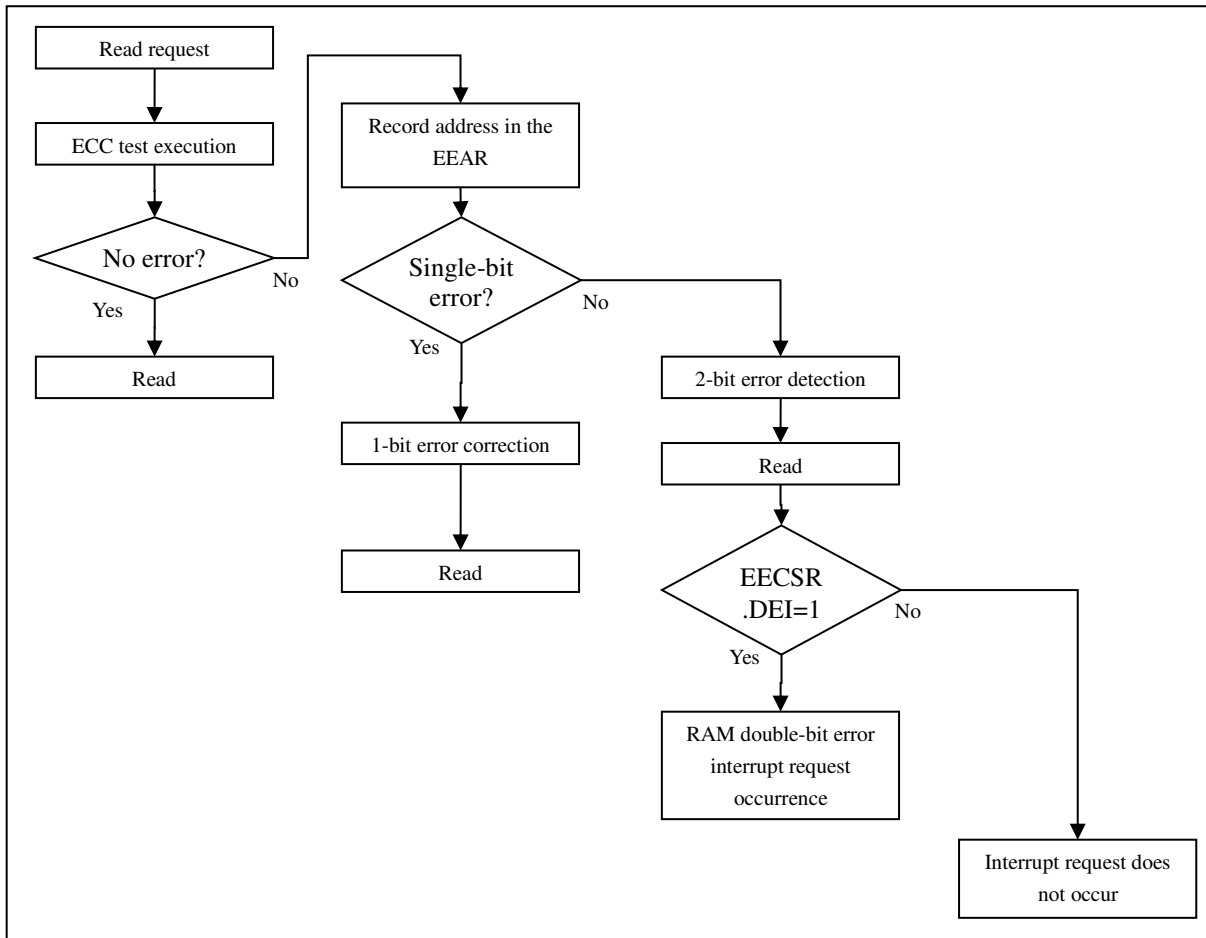 Read request
ECC test execution
No error?
No
Yes
Read
Record address in the
EEAR
Single-bit
error?
No
Yes
1-bit error correction
Read
2-bit error detection
Read
EECSR
.DEI=1
No
Yes
RAM double-bit error
interrupt request
occurrence
Interrupt request does
not occur